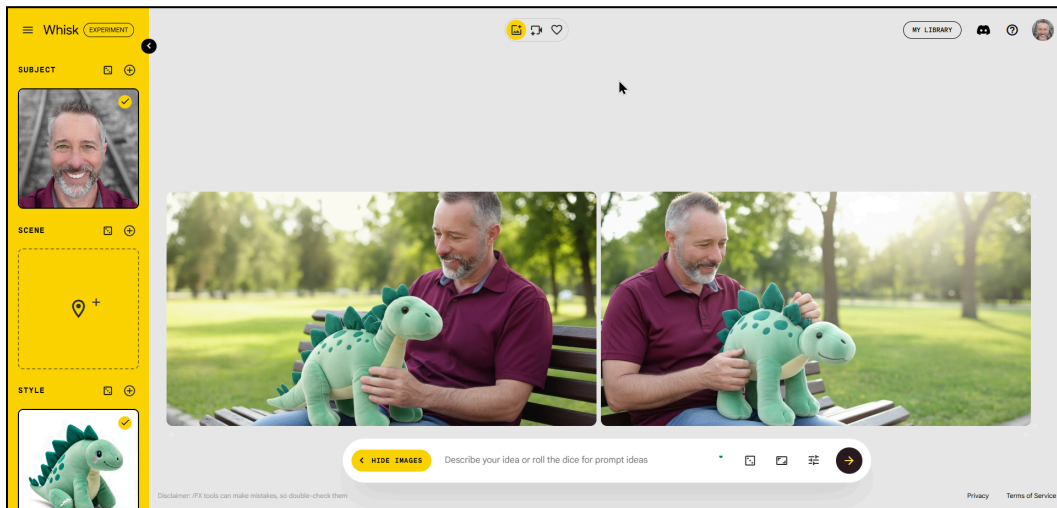 Whisk EXPERIMENT
MY LIBRARY
SUBJECT
SCENE
STYLE
HIDE IMAGES
Describe your idea or roll the dice for prompt ideas
Disclaimer: /FX tools can make mistakes, so double-check them
Privacy Terms of Service